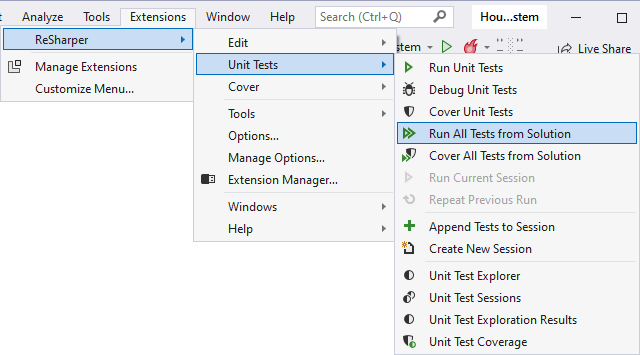 Analyze Tools Extensions Window Help Search (Ctrl+Q) Hou...stem
ReSharper
Manage Extensions
Customize Menu...
Edit
Unit Tests
Cover
Tools
Options...
Manage Options...
Extension Manager...
Windows
Help
stem
Live Share
Run Unit Tests
Debug Unit Tests
Cover Unit Tests
Run All Tests from Solution
Cover All Tests from Solution
Run Current Session
Repeat Previous Run
Append Tests to Session
Create New Session
Unit Test Explorer
Unit Test Sessions
Unit Test Exploration Results
Unit Test Coverage